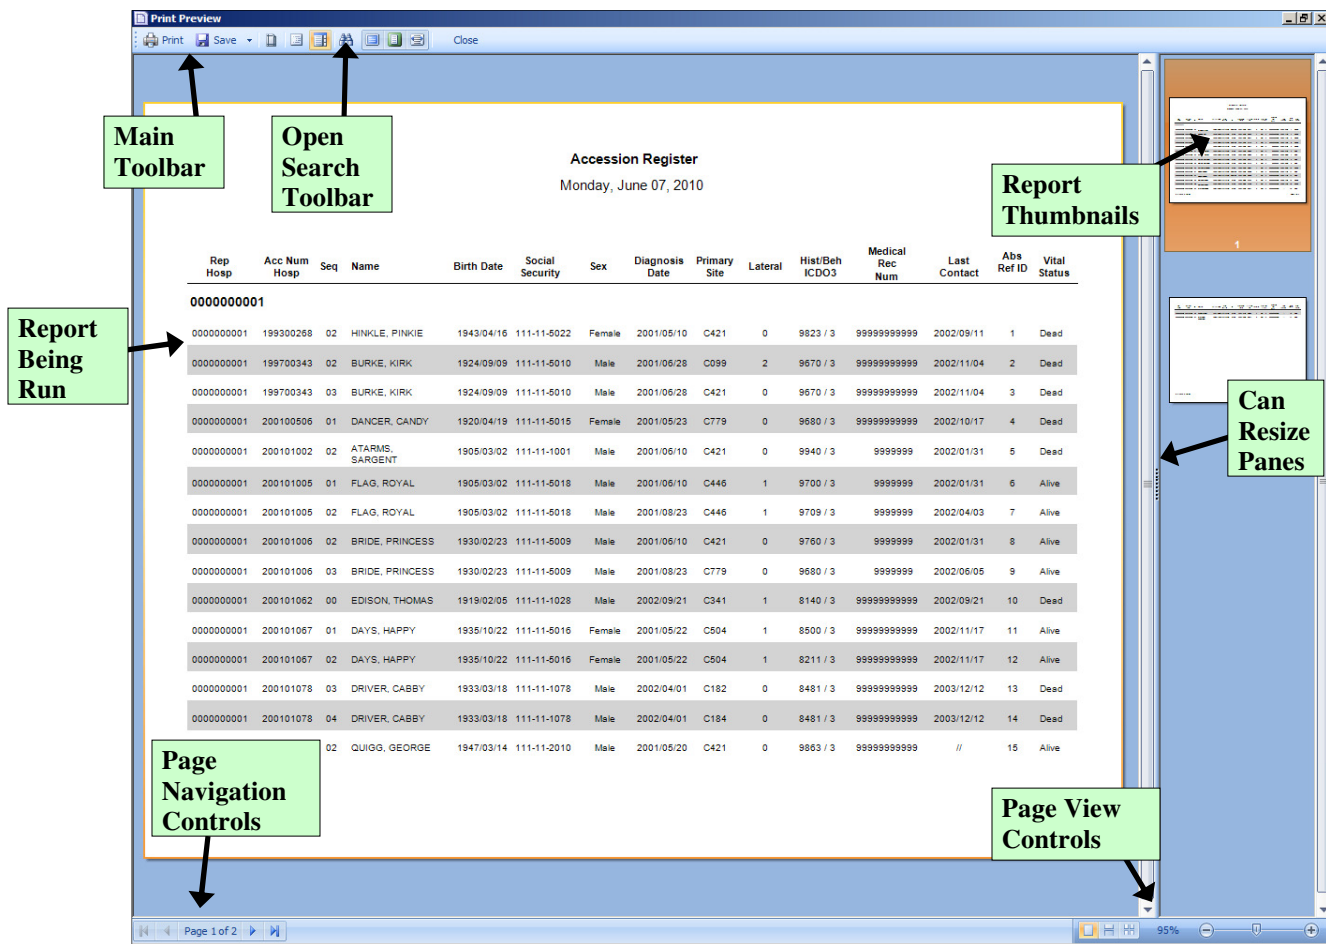 Print Preview
Print Save Close
Main Toolbar
Open Search Toolbar
Report Thumbnails
Accession Register
Monday, June 07, 2010
Rep Hosp Acc Num Hosp Seq Name Birth Date Social Security Sex Diagnosis Date Primary Site Lateral Hist/Beh ICDO3 Medical Rec Num Last Contact Abs Ref ID Vital Status
0000000001
Report Being Run
0000000001 199300268 02 HINKLE, PINKIE 1943/04/16 111-11-5022 Female 2001/05/10 C421 0 9823 / 3 99999999999 2002/09/11 1 Dead
0000000001 199700343 02 BURKE, KIRK 1924/09/09 111-11-5010 Male 2001/06/28 C099 2 9670 / 3 99999999999 2002/11/04 2 Dead
0000000001 199700343 03 BURKE, KIRK 1924/09/09 111-11-5010 Male 2001/06/28 C421 0 9670 / 3 99999999999 2002/11/04 3 Dead
0000000001 200100506 01 DANCER, CANDY 1920/04/19 111-11-5015 Female 2001/05/23 C779 0 9680 / 3 99999999999 2002/10/17 4 Dead
0000000001 201101002 02 ATARMS, SARGENT 1905/03/02 111-11-1001 Male 2001/06/10 C421 0 9940 / 3 9999999 2002/01/31 5 Dead
0000000001 200101005 01 FLAG, ROYAL 1905/03/02 111-11-5018 Male 2001/06/10 C446 1 9700 / 3 9999999 2002/01/31 6 Alive
0000000001 200101005 02 FLAG, ROYAL 1905/03/02 111-11-5018 Male 2001/08/23 C446 1 9709 / 3 9999999 2002/04/03 7 Alive
0000000001 200101006 02 BRIDE, PRINCESS 1930/02/23 111-11-5009 Male 2001/06/10 C421 0 9760 / 3 9999999 2002/01/31 8 Alive
0000000001 200101006 03 BRIDE, PRINCESS 1930/02/23 111-11-5009 Male 2001/08/23 C779 0 9680 / 3 9999999 2002/06/05 9 Alive
0000000001 200101062 00 EDISON, THOMAS 1919/02/05 111-11-1028 Male 2002/09/21 C341 1 8140 / 3 99999999999 2002/09/21 10 Dead
0000000001 200101067 01 DAYS, HAPPY 1935/10/22 111-11-5016 Female 2001/05/22 C504 1 8500 / 3 99999999999 2002/11/17 11 Alive
0000000001 200101067 02 DAYS, HAPPY 1935/10/22 111-11-5016 Female 2001/05/22 C504 1 8211 / 3 99999999999 2002/11/17 12 Alive
0000000001 200101078 03 DRIVER, CABBY 1933/03/18 111-11-1078 Male 2002/04/01 C182 0 8481 / 3 99999999999 2003/12/12 13 Dead
0000000001 200101078 04 DRIVER, CABBY 1933/03/18 111-11-1078 Male 2002/04/01 C184 0 8481 / 3 99999999999 2003/12/12 14 Dead
02 QUIGG, GEORGE 1947/03/14 111-11-2010 Male 2001/05/20 C421 0 9863 / 3 99999999999 // 15 Alive
1
Can Resize Panes
Page Navigation Controls
Page View Controls
Page 1 of 2
95%